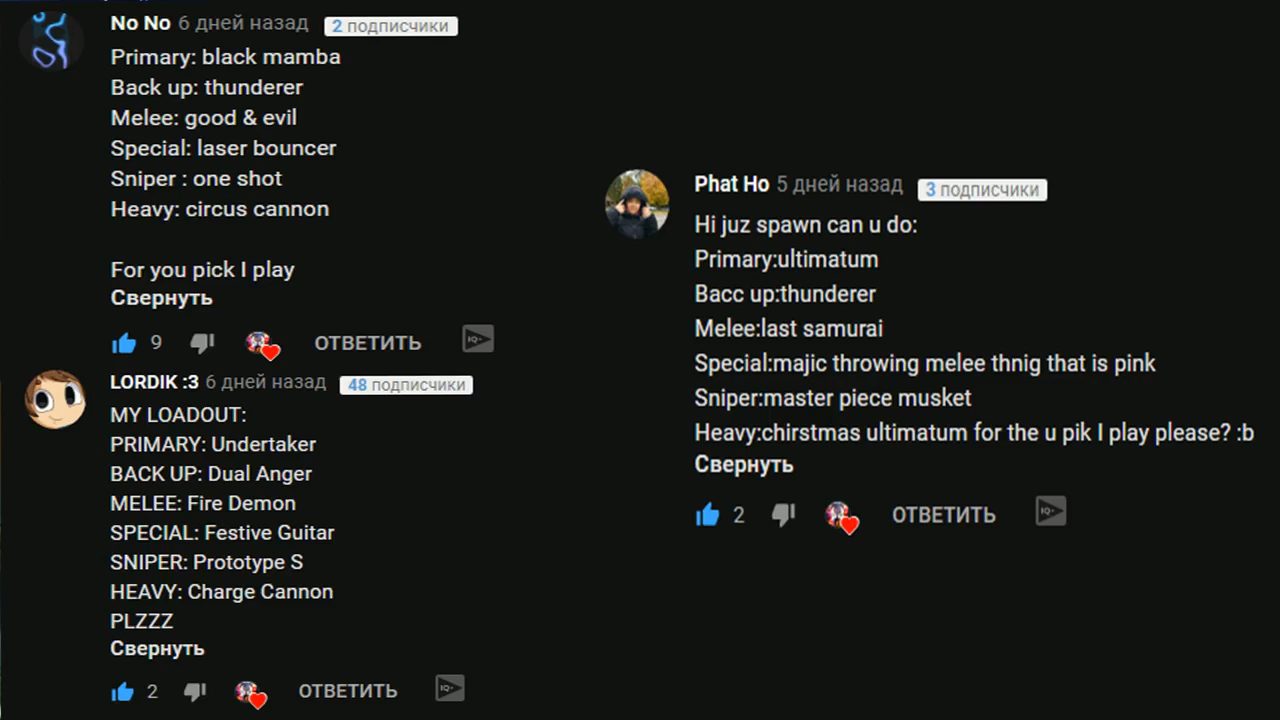 No No 6 дней назад 2 подписчики
Primary: black mamba
Back up: thunderer
Melee: good & evil
Special: laser bouncer
Sniper : one shot
Heavy: circus cannon
For you pick I play
Свернуть
9 ОТВЕТИТЬ IQ+
LORDIK :3 6 дней назад 48 подписчики
MY LOADOUT:
PRIMARY: Undertaker
BACK UP: Dual Anger
MELEE: Fire Demon
SPECIAL: Festive Guitar
SNIPER: Prototype S
HEAVY: Charge Cannon
PLZZZ
Свернуть
2 ОТВЕТИТЬ IQ+
Phat Ho 5 дней назад 3 подписчики
Hi juz spawn can u do:
Primary:ultimatum
Bacc up:thunderer
Melee:last samurai
Special:majic throwing melee thnig that is pink
Sniper:master piece musket
Heavy:chirstmas ultimatum for the u pik I play please? :b
Свернуть
2 ОТВЕТИТЬ IQ+